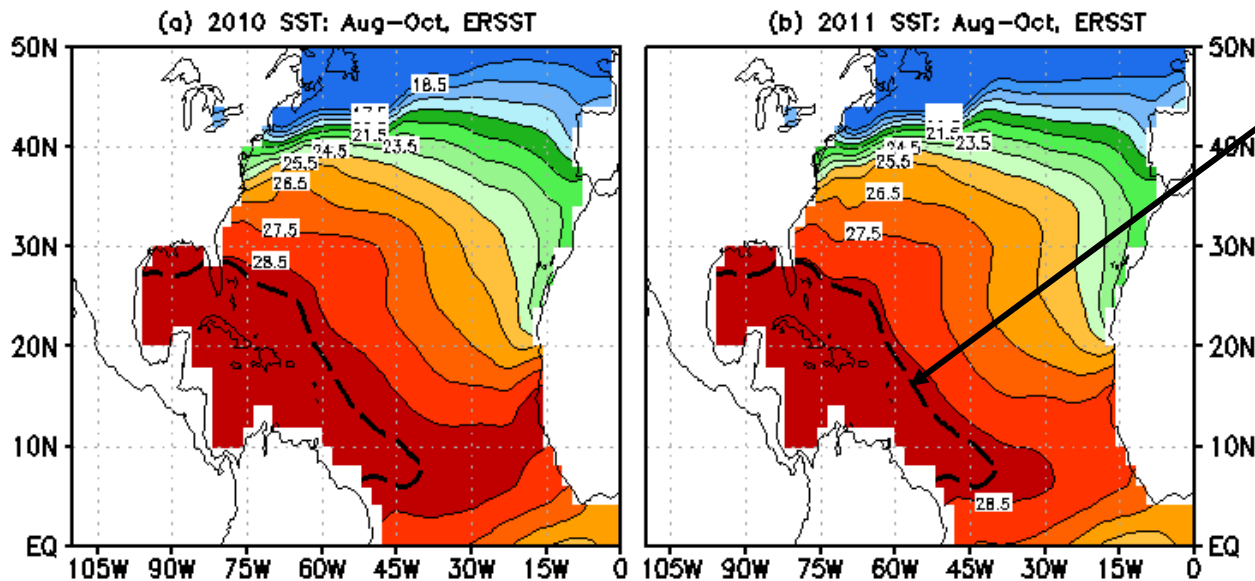 (a) 2010 SST: Aug-Oct, ERSST
50N
40N
30N
20N
10N
EQ
18.5
21.5
23.5
24.5
25.5
26.5
27.5
28.5
105W 90W 75W 60W 45W 30W 15W 0
(b) 2011 SST: Aug-Oct, ERSST
50N
40N
30N
20N
10N
EQ
21.5
23.5
24.5
25.5
26.5
27.5
28.5
105W 90W 75W 60W 45W 30W 15W 0